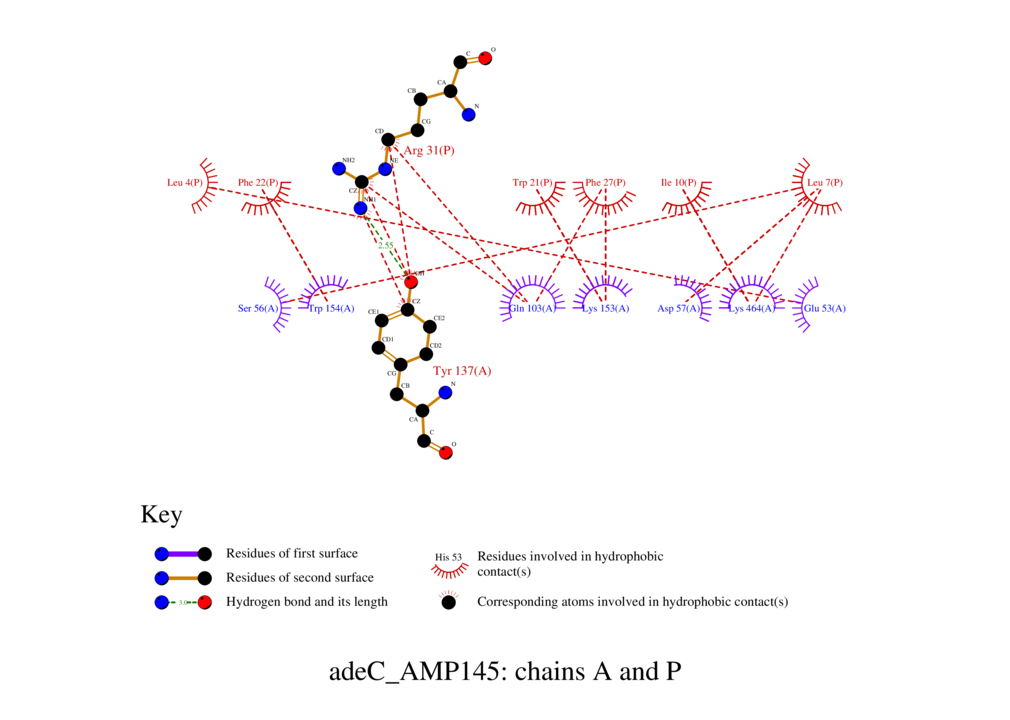 C O
CA
CB
N
CG
CD
Arg 31(P)
NH2 NE
Leu 4(P) Phe 22(P) Trp 21(P) Phe 27(P) Ile 10(P) Leu 7(P)
CZ
NH1
2.55
OH
CZ
Ser 56(A) Trp 154(A) Gln 103(A) Lys 153(A) Asp 57(A) Lys 464(A) Glu 53(A)
CE1 CE2
CD1 CD2
CG Tyr 137(A)
CB N
CA
C
O
Key
Residues of first surface
His 53 Residues involved in hydrophobic
contact(s)
Residues of second surface
3.0 Hydrogen bond and its length
Corresponding atoms involved in hydrophobic contact(s)
adeC_AMP145: chains A and P